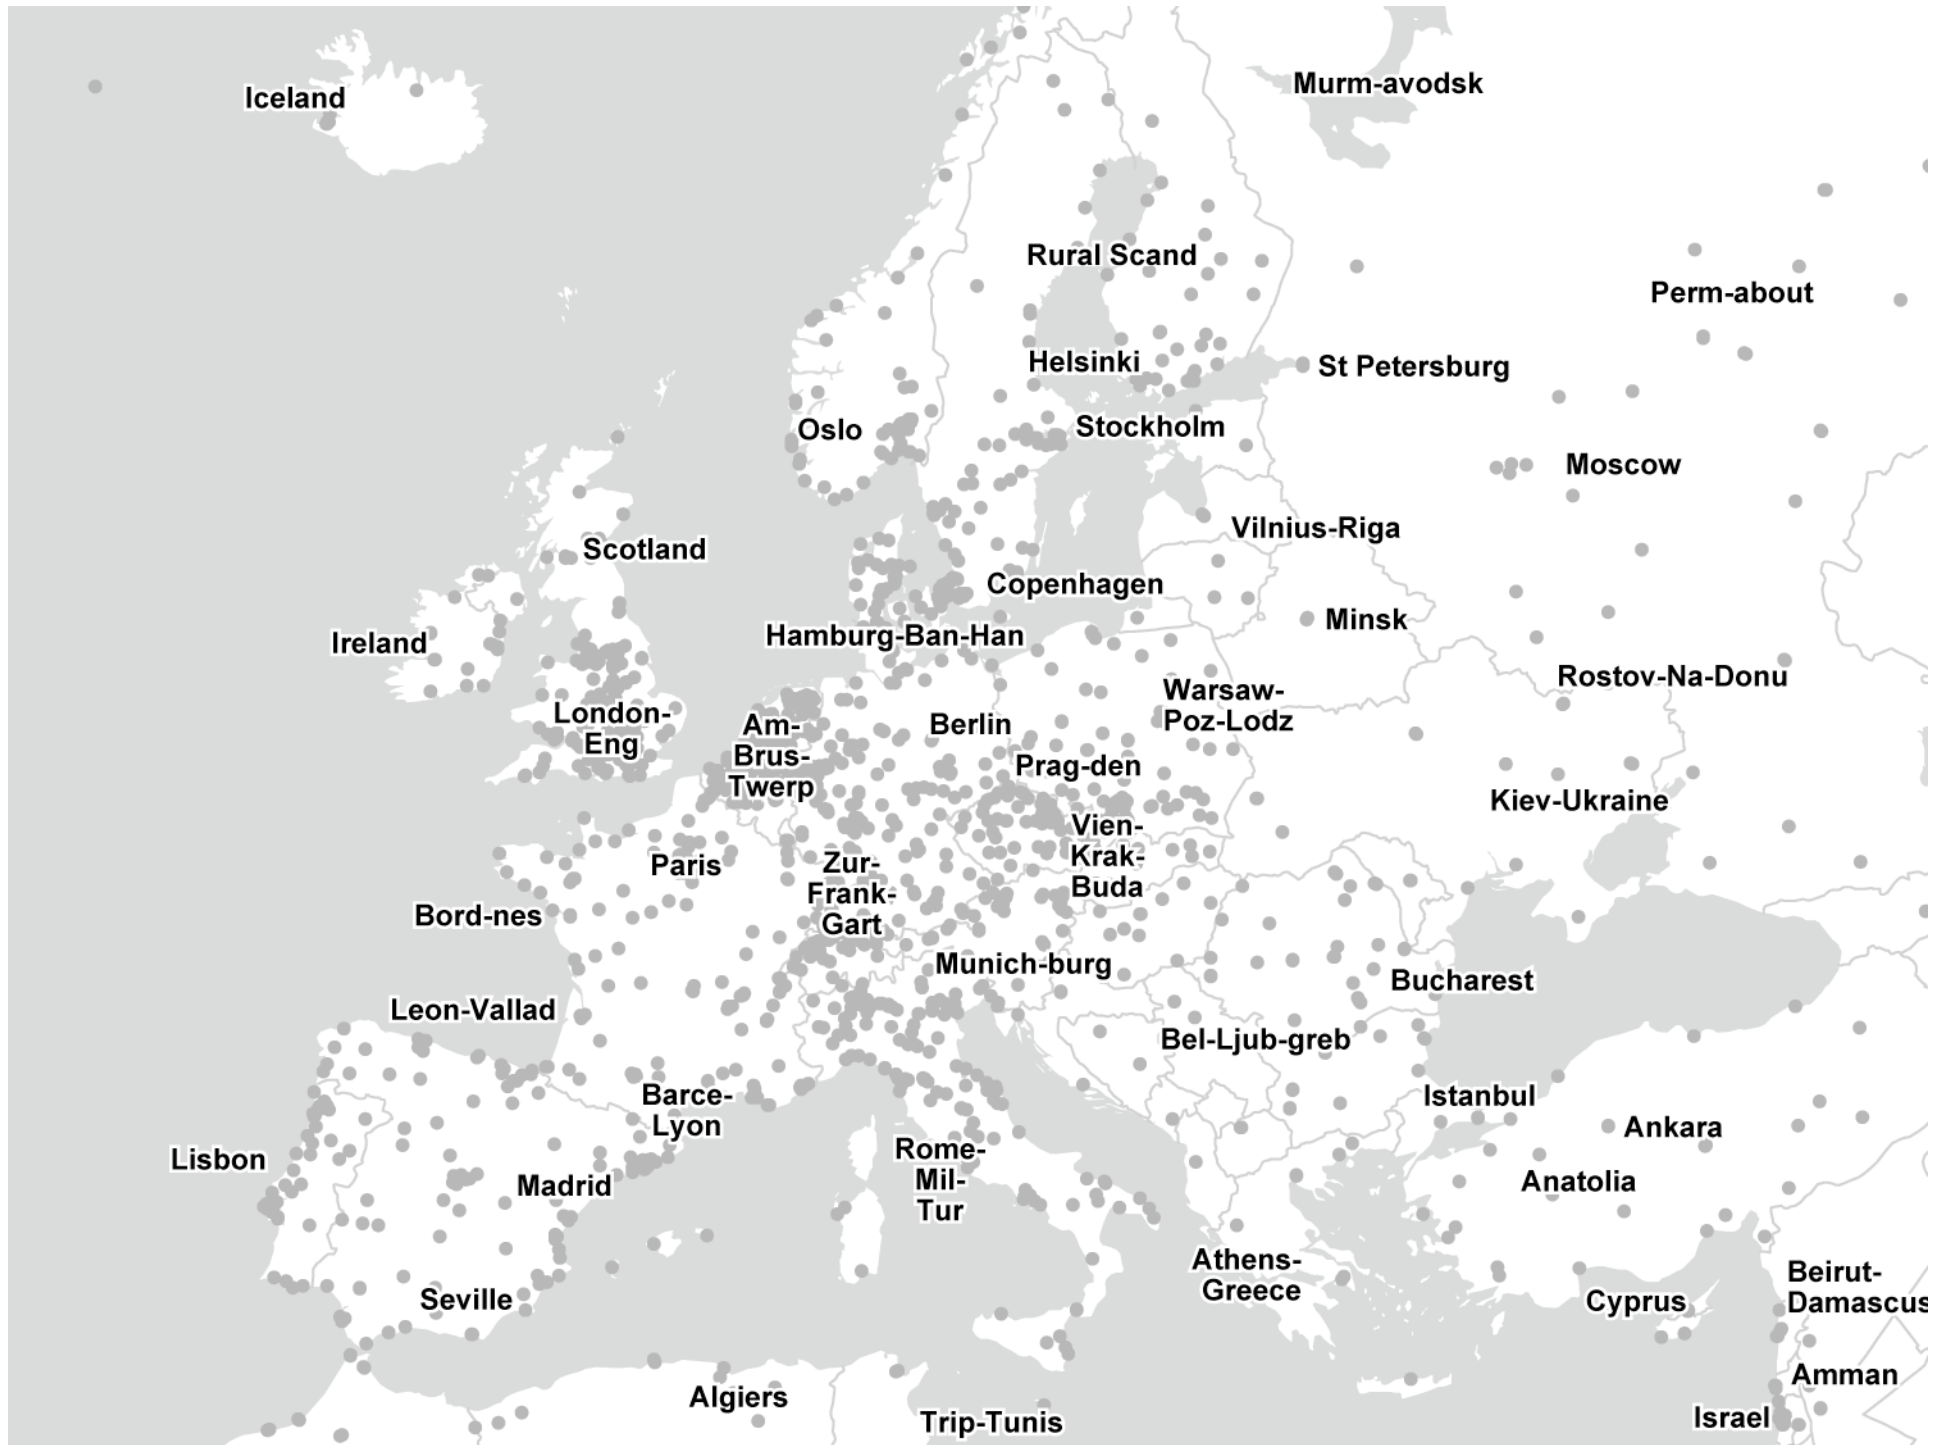 Murm-avodsk
Iceland
Rural Scand
Perm-about
Helsinki
St Petersburg
Oslo
Stockholm
Moscow
Vilnius-Riga
Scotland
Copenhagen
Minsk
Hamburg-Ban-Han
Ireland
Rostov-Na-Donu
Warsaw-
Poz-Lodz
London-
Eng
Am-
Brus-
Twerp
Berlin
Prag-den
Kiev-Ukraine
Vien-
Krak-
Buda
Paris
Zur-
Frank-
Gart
Bord-nes
Munich-burg
Bucharest
Leon-Vallad
Bel-Ljub-greb
Barce-
Lyon
Istanbul
Ankara
Lisbon
Madrid
Rome-
Mil-
Tur
Anatolia
Athens-
Greece
Seville
Cyprus
Beirut-
Damascus
Amman
Algiers
Trip-Tunis
Israel